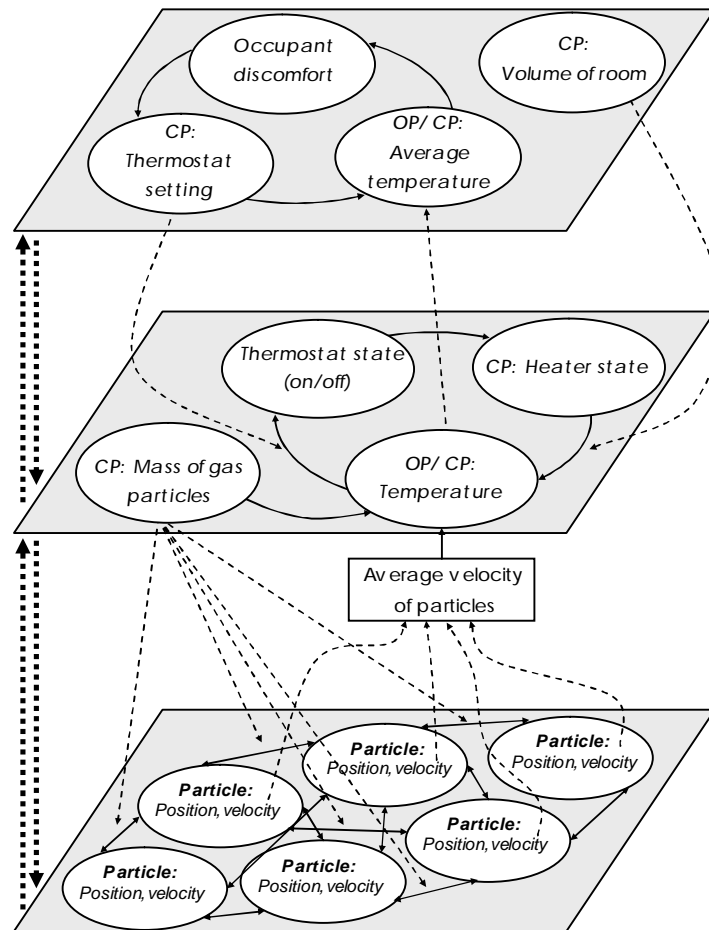 Occupant
discomfort
CP:
Volume of room
CP:
Thermostat
setting
OP/ CP:
Average
temperature
Thermostat state
(on/off)
CP: Heater state
CP: Mass of gas
particles
OP/ CP:
Temperature
Average velocity
of particles
Particle:
Position, velocity
Particle:
Position, velocity
Particle:
Position, velocity
Particle:
Position, velocity
Particle:
Position, velocity
Particle:
Position, velocity